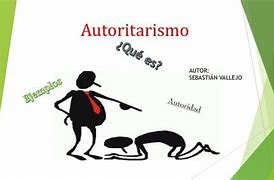 Autoritarismo
¿Qué es?
AUTOR:
SEBASTIÁN VALLEJO
Ejemplos
Autoridad